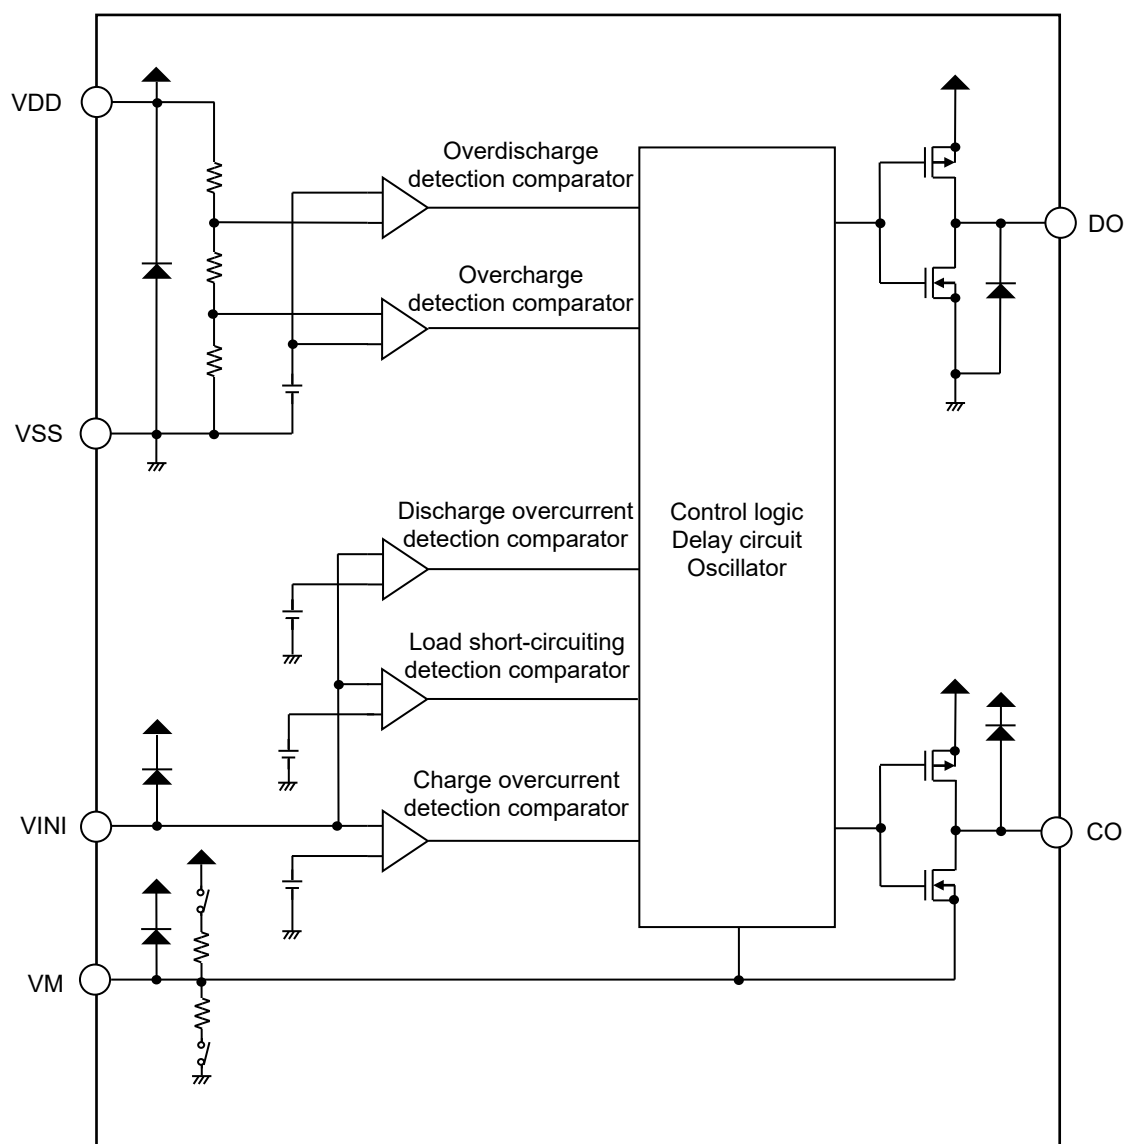 VDD
Overdischarge
detection comparator
DO
Overcharge
detection comparator
VSS
Discharge overcurrent
detection comparator
Control logic
Delay circuit
Oscillator
Load short-circuiting
detection comparator
Charge overcurrent
detection comparator
VINI
CO
VM